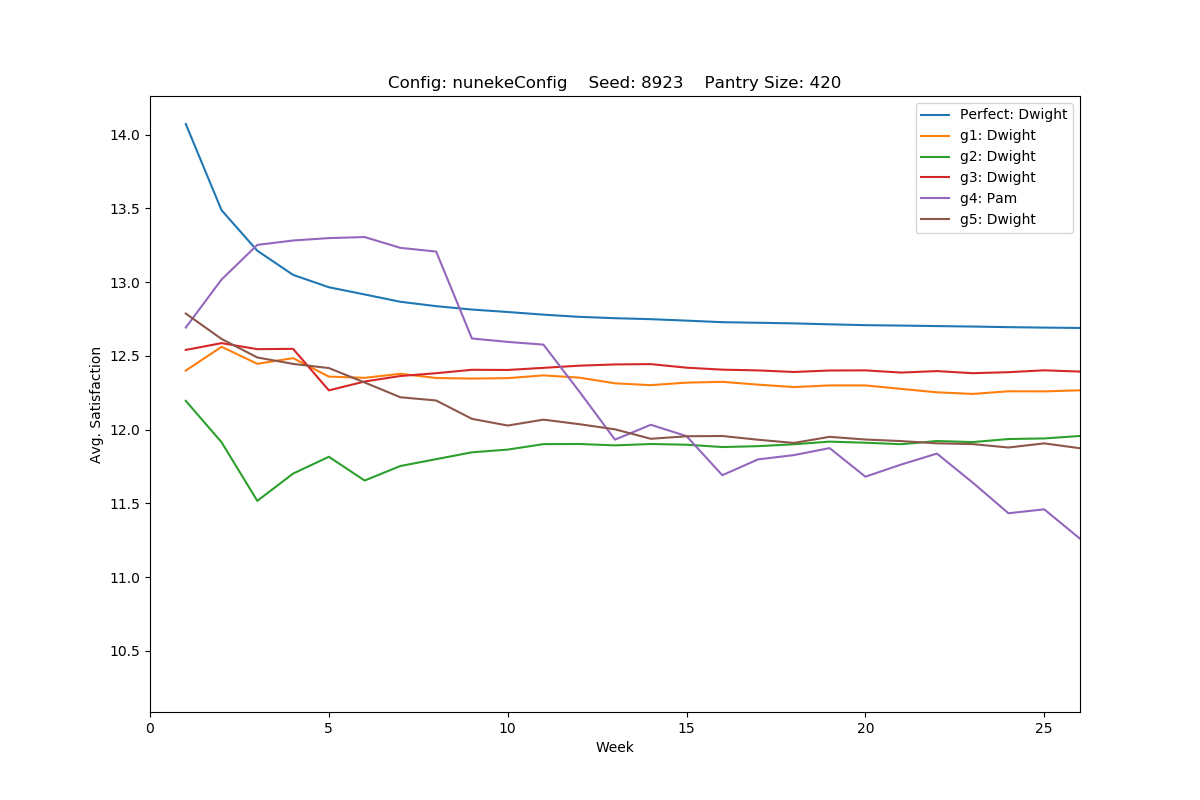 Config: nunekeConfig    Seed: 8923    Pantry Size: 420
Perfect: Dwight
g1: Dwight
g2: Dwight
g3: Dwight
g4: Pam
g5: Dwight
14.0
13.5
13.0
12.5
12.0
11.5
11.0
10.5
Avg. Satisfaction
0 5 10 15 20 25
Week